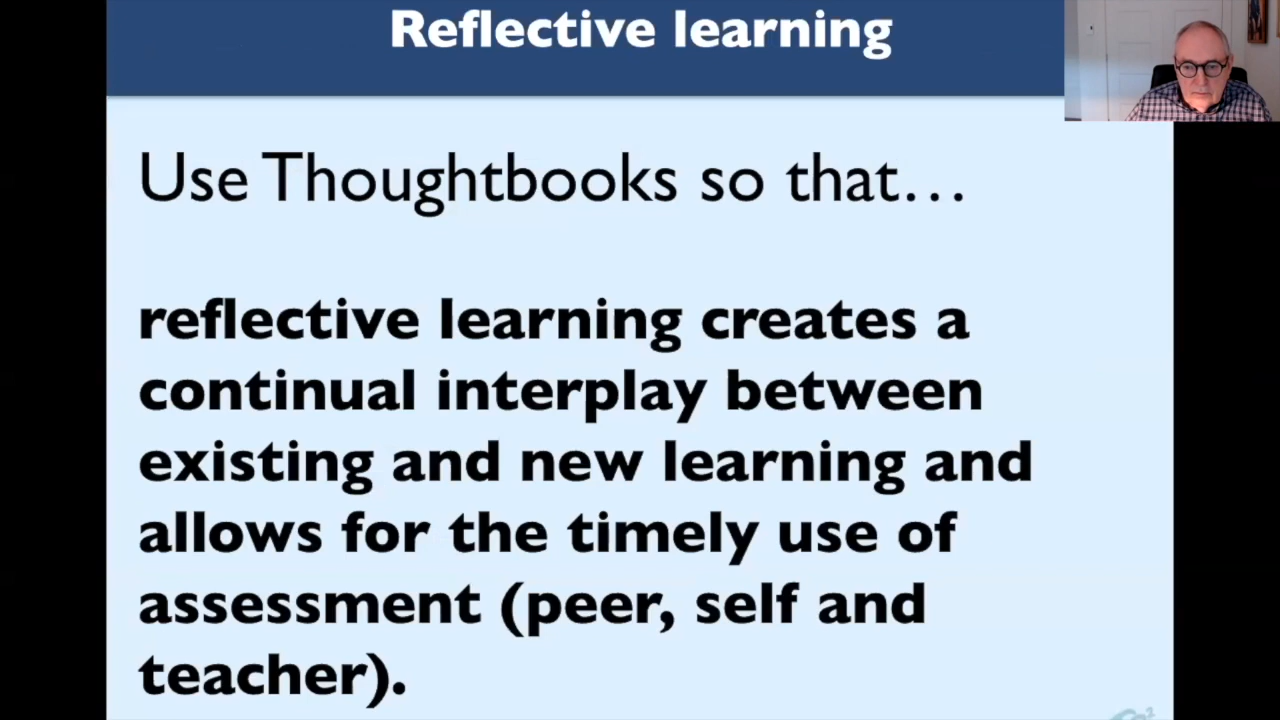 Reflective learning
Use Thoughtbooks so that…
reflective learning creates a
continual interplay between
existing and new learning and
allows for the timely use of
assessment (peer, self and
teacher).